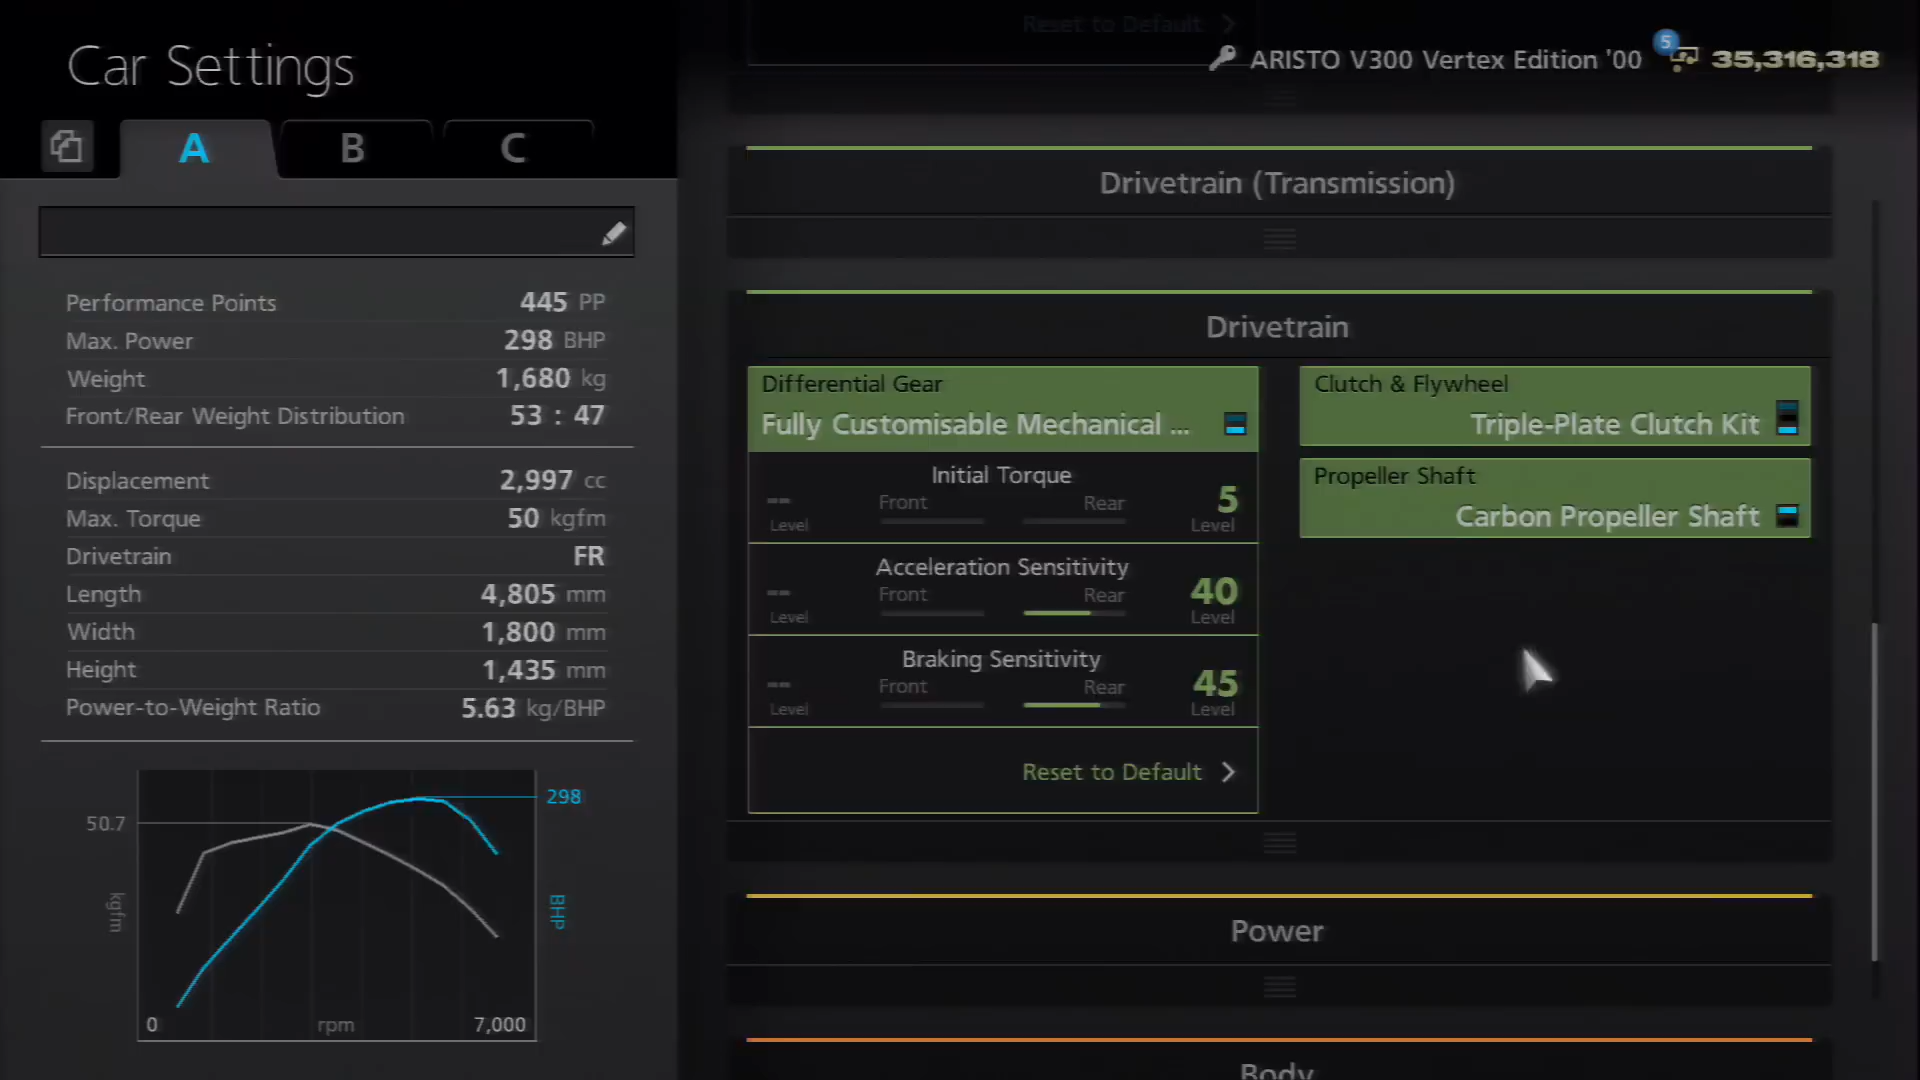 Reset to Default
Car Settings
ARISTO V300 Vertex Edition '00
5
35,316,318
A
B
C
Performance Points 445 PP
Max. Power 298 BHP
Weight 1,680 kg
Front/Rear Weight Distribution 53 : 47
Displacement 2,997 cc
Max. Torque 50 kgfm
Drivetrain FR
Length 4,805 mm
Width 1,800 mm
Height 1,435 mm
Power-to-Weight Ratio 5.63 kg/BHP
298
50.7
kgfm
BHP
0 rpm 7,000
Drivetrain (Transmission)
Drivetrain
Differential Gear
Fully Customisable Mechanical ...
Initial Torque
-- Front Rear 5
Level Level
Acceleration Sensitivity
-- Front Rear 40
Level Level
Braking Sensitivity
-- Front Rear 45
Level Level
Reset to Default
Clutch & Flywheel
Triple-Plate Clutch Kit
Propeller Shaft
Carbon Propeller Shaft
Power
Body